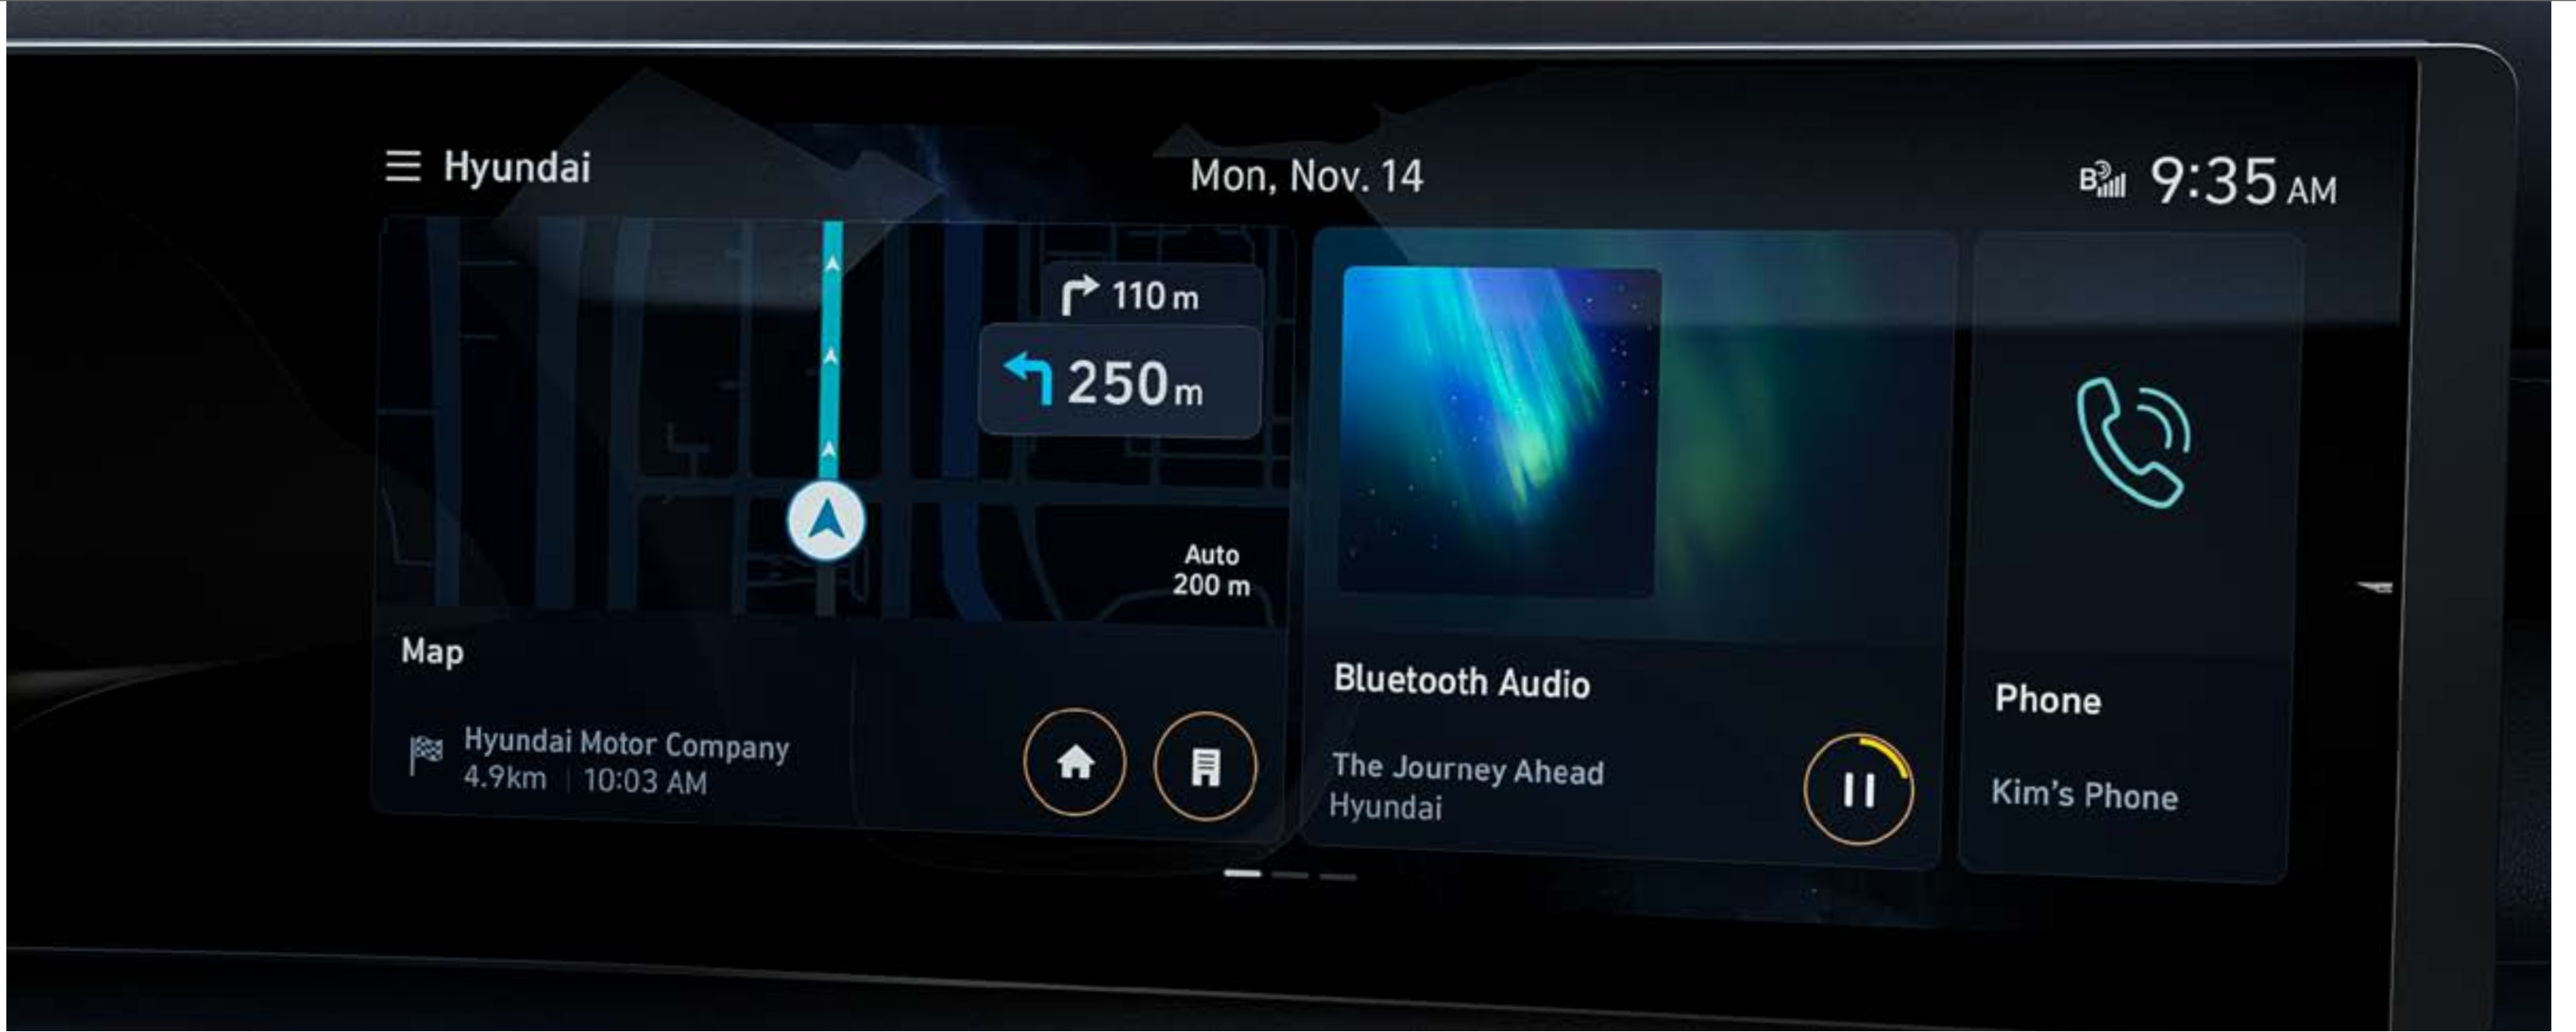 Hyundai
Mon, Nov. 14
B 9:35 AM
110 m
250 m
Auto
200 m
Map
Hyundai Motor Company
4.9km | 10:03 AM
Bluetooth Audio
The Journey Ahead
Hyundai
Phone
Kim's Phone